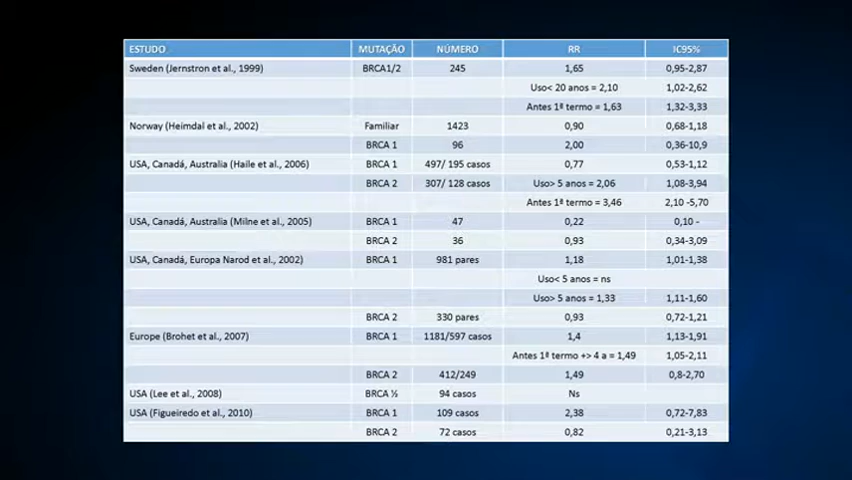 ESTUDO MUTAÇÃO NÚMERO RR IC95%
Sweden (Jernstron et al., 1999) BRCA1/2 245 1,65 0,95-2,87
Uso< 20 anos = 2,10 1,02-2,62
Antes 1ª termo = 1,63 1,32-3,33
Norway (Heimdal et al., 2002) Familiar 1423 0,90 0,68-1,18
BRCA 1 96 2,00 0,36-10,9
USA, Canadá, Australia (Haile et al., 2006) BRCA 1 497/ 195 casos 0,77 0,53-1,12
BRCA 2 307/ 128 casos Uso> 5 anos = 2,06 1,08-3,94
Antes 1ª termo = 3,46 2,10 -5,70
USA, Canadá, Australia (Milne et al., 2005) BRCA 1 47 0,22 0,10 -
BRCA 2 36 0,93 0,34-3,09
USA, Canadá, Europa Narod et al., 2002) BRCA 1 981 pares 1,18 1,01-1,38
Uso< 5 anos = ns
Uso> 5 anos = 1,33 1,11-1,60
BRCA 2 330 pares 0,93 0,72-1,21
Europe (Brohet et al., 2007) BRCA 1 1181/597 casos 1,4 1,13-1,91
Antes 1ª termo +> 4 a = 1,49 1,05-2,11
BRCA 2 412/249 1,49 0,8-2,70
USA (Lee et al., 2008) BRCA ½ 94 casos Ns
USA (Figueiredo et al., 2010) BRCA 1 109 casos 2,38 0,72-7,83
BRCA 2 72 casos 0,82 0,21-3,13